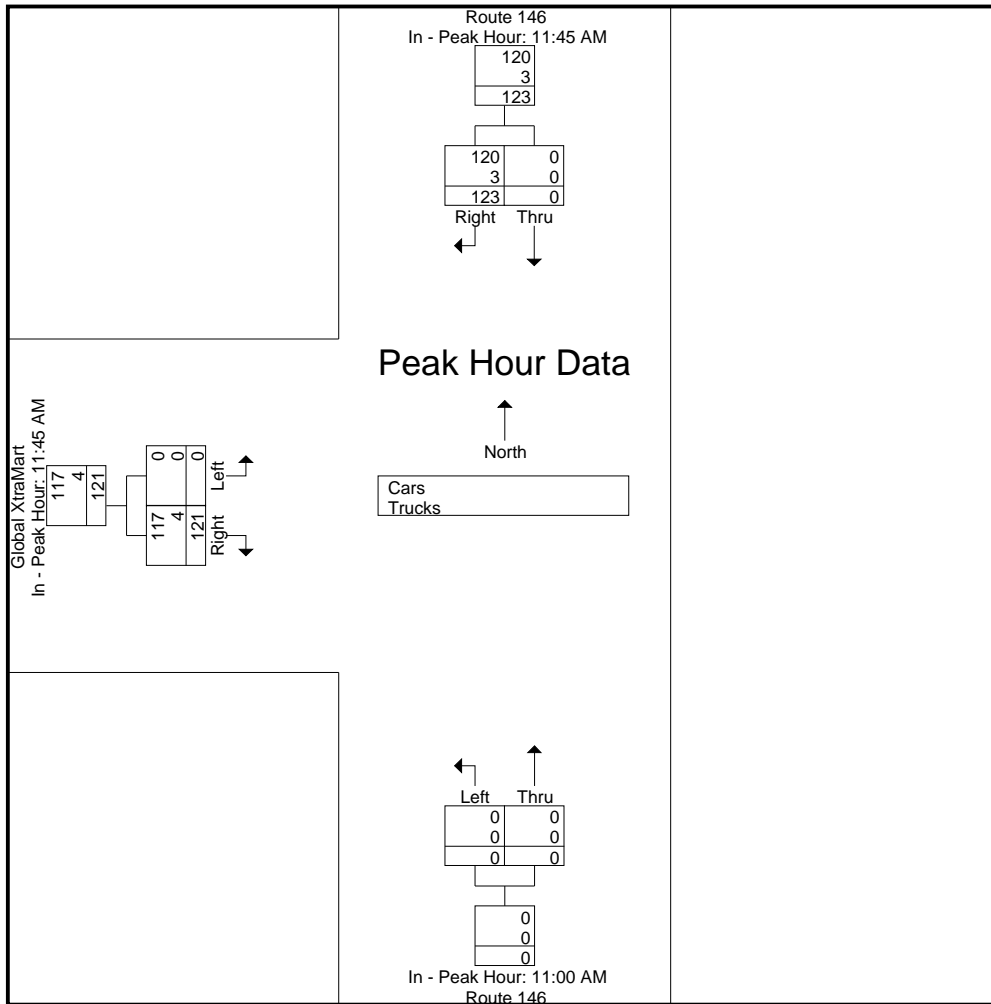 Route 146
In - Peak Hour: 11:45 AM
120
3
123
120 0
3 0
123 0
Right Thru
Peak Hour Data
North
Cars
Trucks
Global XtraMart
In - Peak Hour: 11:45 AM
117
4
121
0 117
0 4
0 121
Left Right
Left Thru
0 0
0 0
0 0
0
0
0
In - Peak Hour: 11:00 AM
Route 146